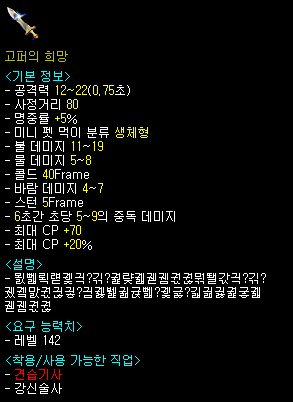 고퍼의 희망
<기본 정보>
- 공격력 12~22(0.75초)
- 사정거리 80
- 명중률 +5%
- 미니 펫 먹이 분류 생체형
- 불 데미지 11~19
- 물 데미지 5~8
- 콜드 40Frame
- 바람 데미지 4~7
- 스턴 5Frame
- 6초간 초당 5~9의 중독 데미지
- 최대 CP +70
- 최대 CP +20%
<설명>
<요구 능력치>
- 레벨 142
<착용/사용 가능한 직업>
- 견습기사
- 강신술사